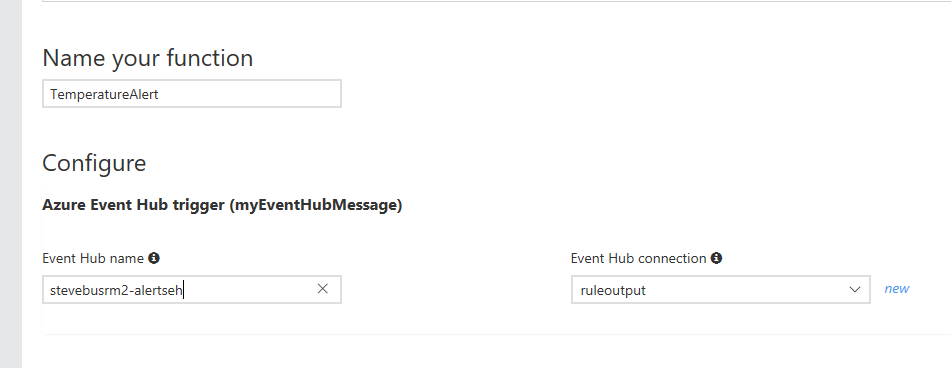 Name your function
TemperatureAlert
Configure
Azure Event Hub trigger (myEventHubMessage)
Event Hub name
Event Hub connection
stevebusrm2-alertseh
ruleoutput
new